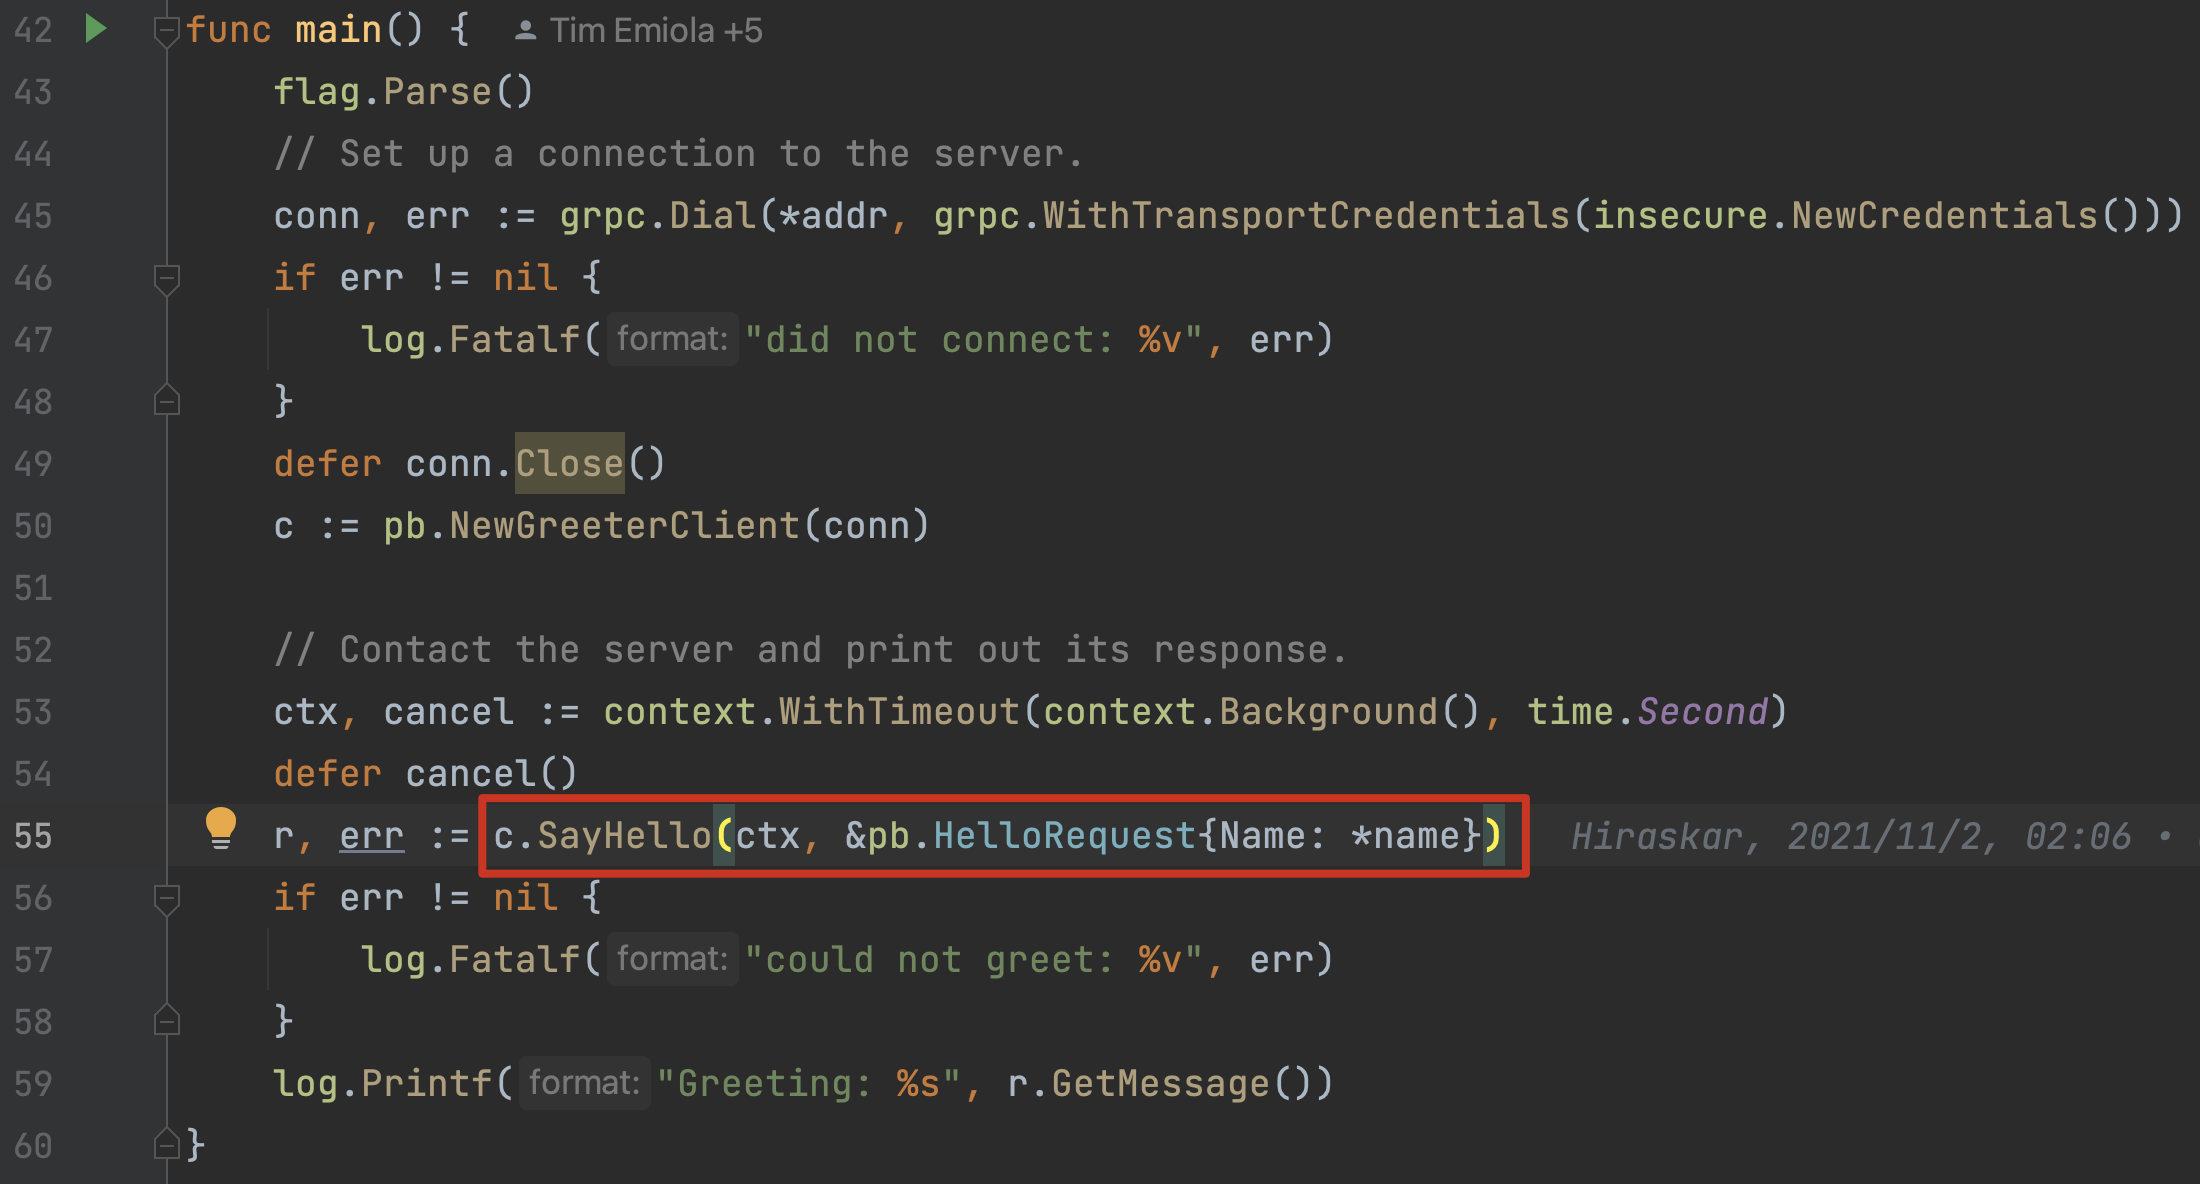 42 func main() { Tim Emiola +5
43 flag.Parse()
44 // Set up a connection to the server.
45 conn, err := grpc.Dial(*addr, grpc.WithTransportCredentials(insecure.NewCredentials()))
46 if err != nil {
47 log.Fatalf( format: "did not connect: %v", err)
48 }
49 defer conn.Close()
50 c := pb.NewGreeterClient(conn)
51
52 // Contact the server and print out its response.
53 ctx, cancel := context.WithTimeout(context.Background(), time.Second)
54 defer cancel()
55 r, err := c.SayHello(ctx, &pb.HelloRequest{Name: *name}) Hiraskar, 2021/11/2, 02:06 •
56 if err != nil {
57 log.Fatalf( format: "could not greet: %v", err)
58 }
59 log.Printf( format: "Greeting: %s", r.GetMessage())
60 }